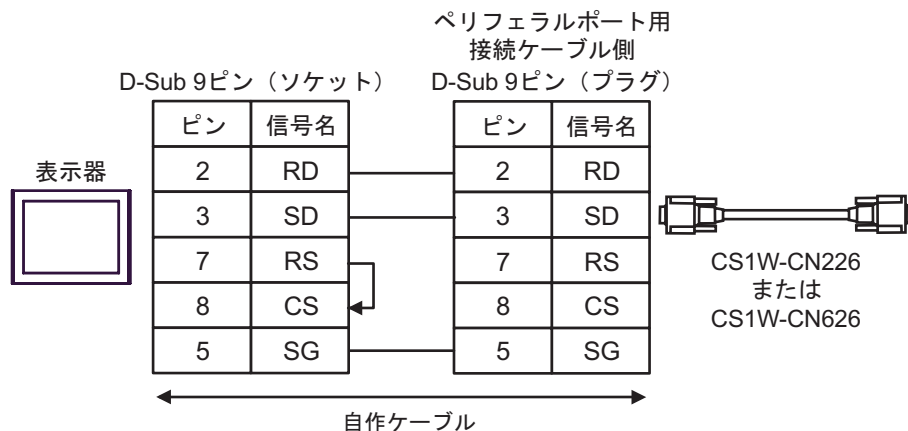 ペリフェラルポート用
接続ケーブル側
D-Sub 9ピン（ソケット） D-Sub 9ピン（プラグ）
ピン 信号名 ピン 信号名
表示器
2 RD 2 RD
3 SD 3 SD
7 RS 7 RS
8 CS 8 CS
5 SG 5 SG
CS1W-CN226
または
CS1W-CN626
自作ケーブル